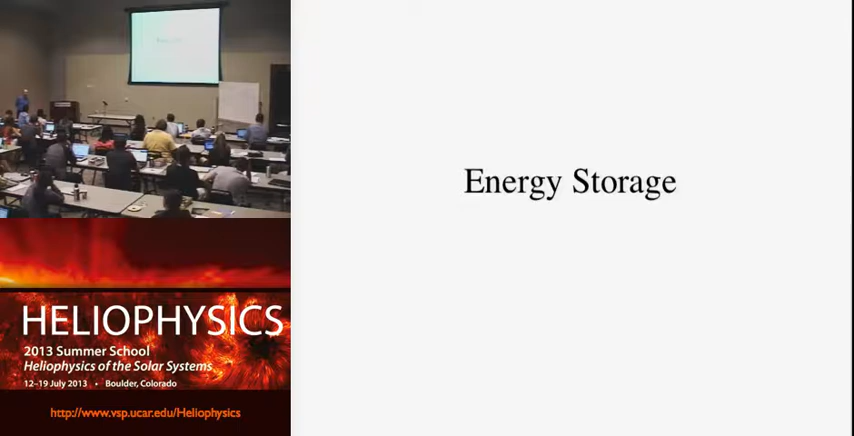 Energy Storage
HELIOPHYSICS
2013 Summer School
Heliophysics of the Solar Systems
12–19 July 2013 • Boulder, Colorado
http://www.vsp.ucar.edu/Heliophysics